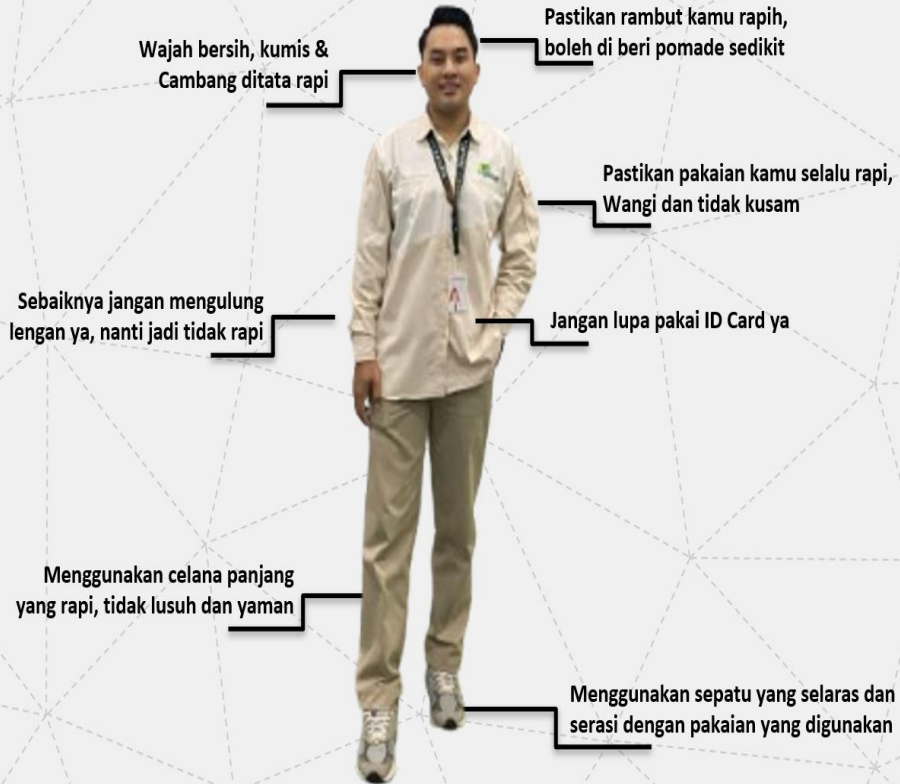 Pastikan rambut kamu rapih,
boleh di beri pomade sedikit
Wajah bersih, kumis &
Cambang ditata rapi
Pastikan pakaian kamu selalu rapi,
Wangi dan tidak kusam
Sebaiknya jangan mengulung
lengan ya, nanti jadi tidak rapi
Jangan lupa pakai ID Card ya
Menggunakan celana panjang
yang rapi, tidak lusuh dan yaman
Menggunakan sepatu yang selaras dan
serasi dengan pakaian yang digunakan